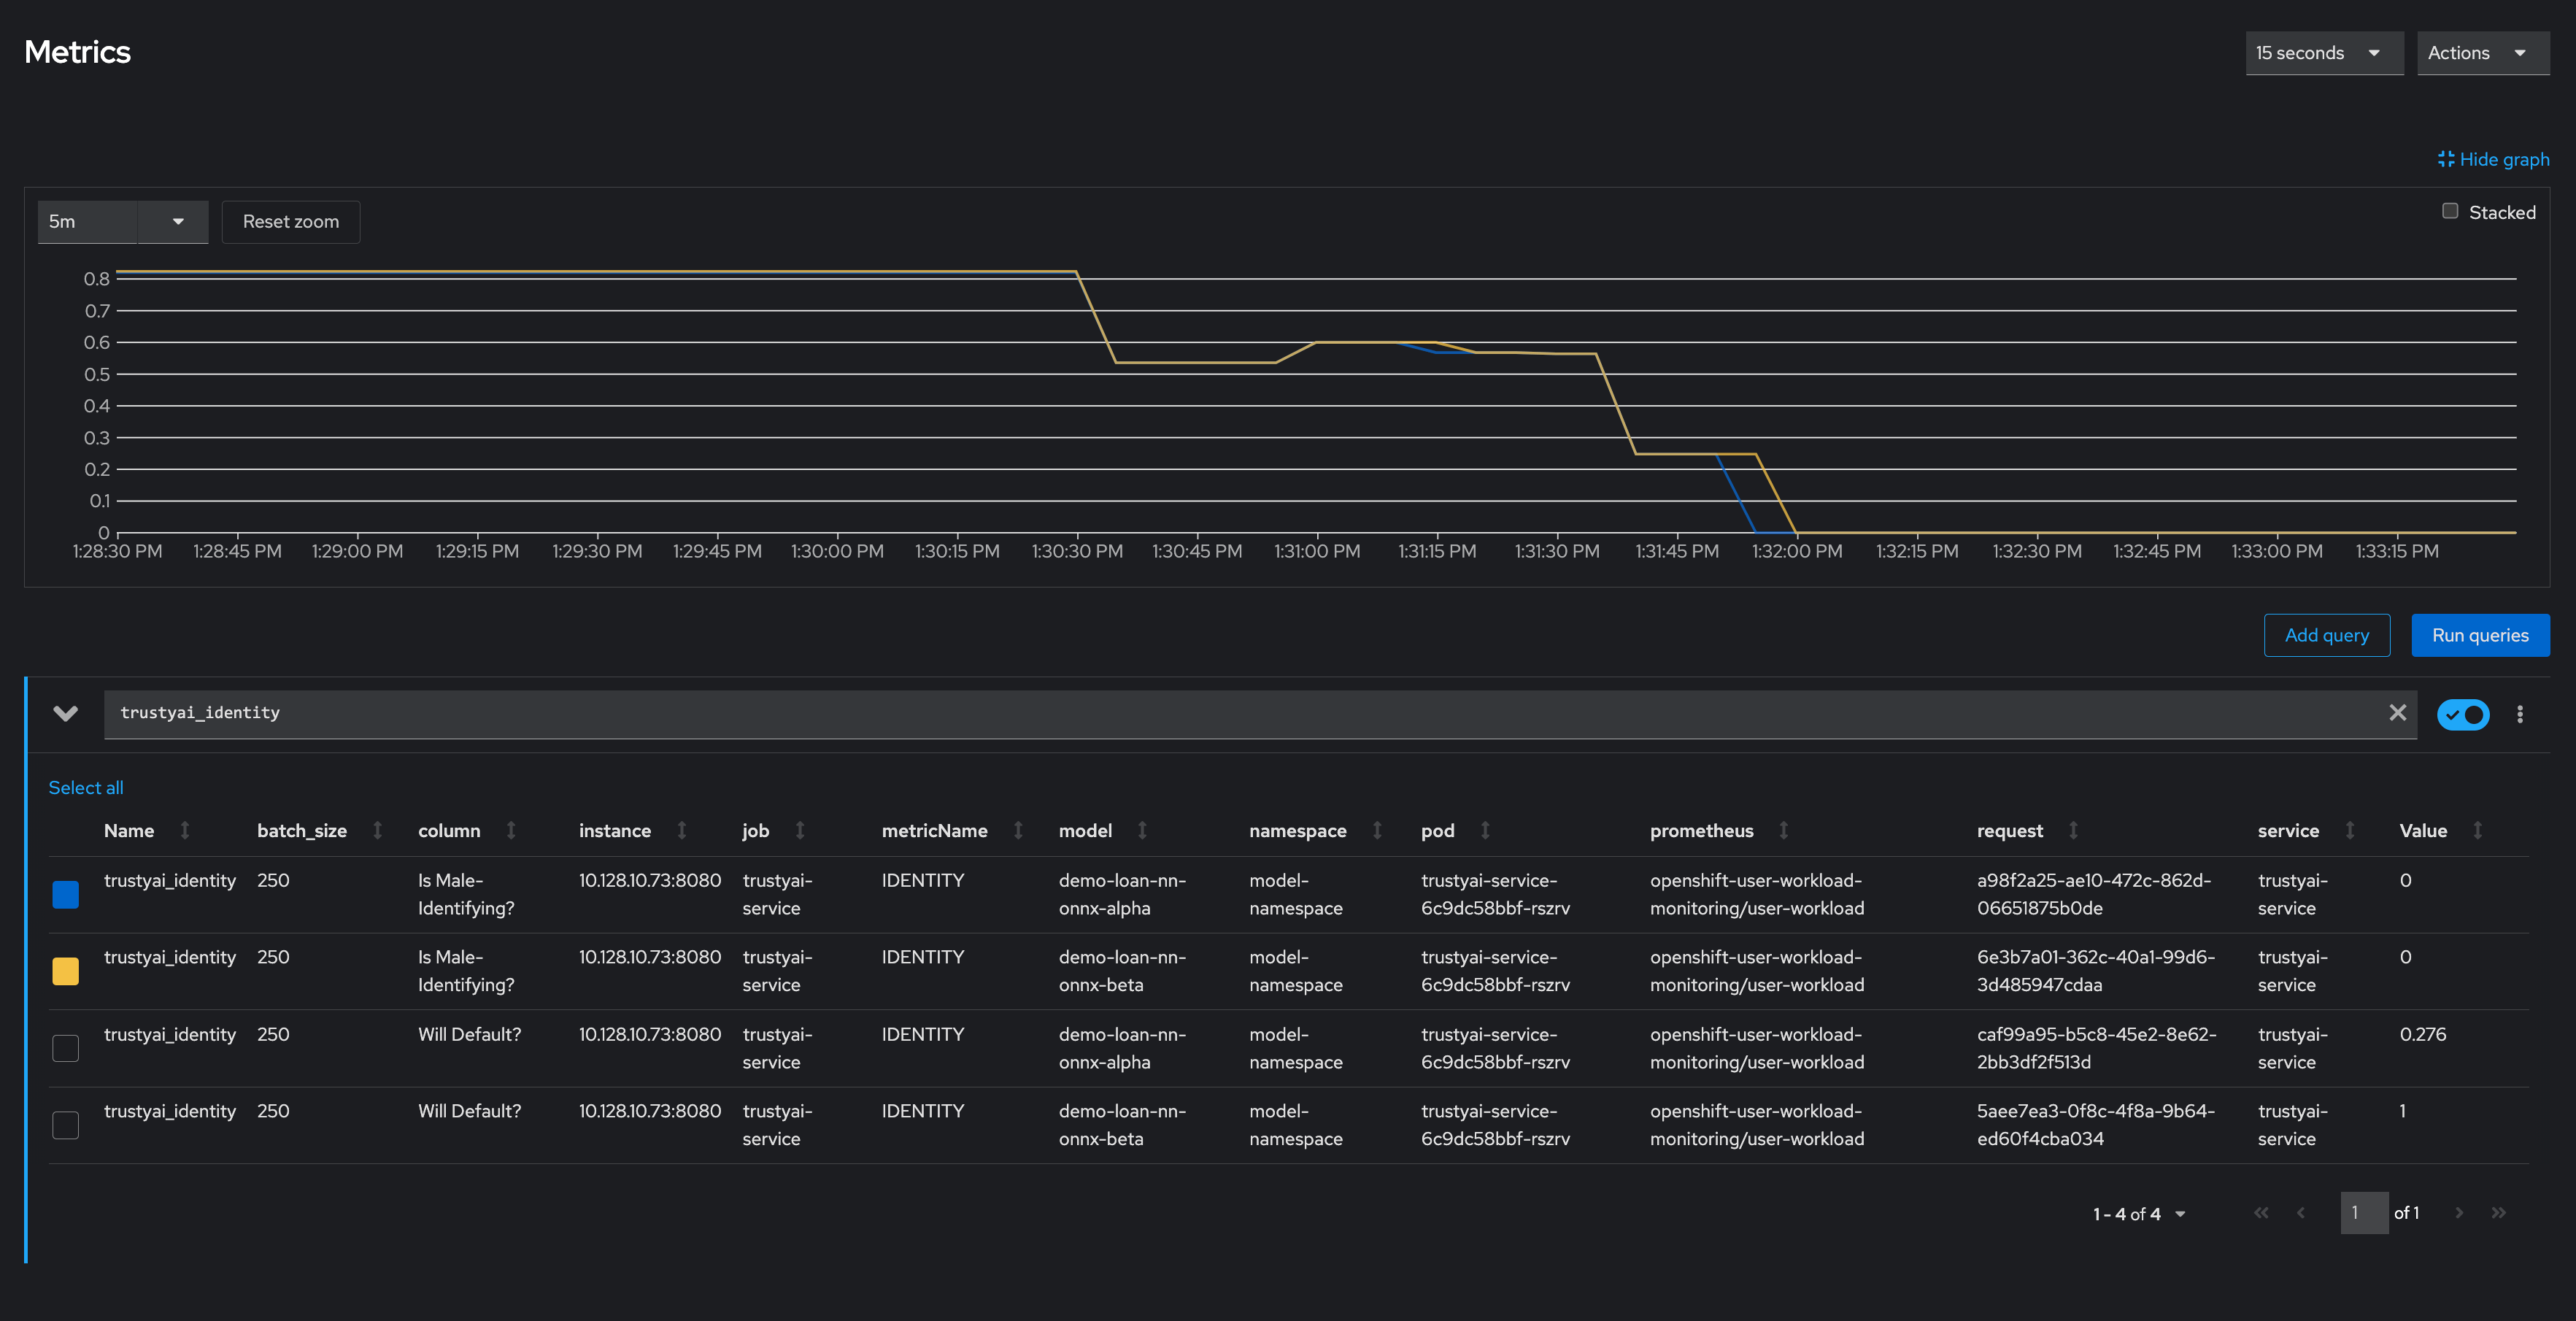 Metrics
15 seconds
Actions
Hide graph
5m
Reset zoom
Stacked
0.8
0.7
0.6
0.5
0.4
0.3
0.2
0.1
0
1:28:30 PM 1:28:45 PM 1:29:00 PM 1:29:15 PM 1:29:30 PM 1:29:45 PM 1:30:00 PM 1:30:15 PM 1:30:30 PM 1:30:45 PM 1:31:00 PM 1:31:15 PM 1:31:30 PM 1:31:45 PM 1:32:00 PM 1:32:15 PM 1:32:30 PM 1:32:45 PM 1:33:00 PM 1:33:15 PM
Add query
Run queries
trustyai_identity
Select all
Name batch_size column instance job metricName model namespace pod prometheus request service Value
trustyai_identity 250 Is Male- 10.128.10.73:8080 trustyai- IDENTITY demo-loan-nn- model- trustyai-service- openshift-user-workload- a98f2a25-ae10-472c-862d- trustyai- 0
Identifying? service onnx-alpha namespace 6c9dc58bbf-rszrv monitoring/user-workload 06651875b0de service
trustyai_identity 250 Is Male- 10.128.10.73:8080 trustyai- IDENTITY demo-loan-nn- model- trustyai-service- openshift-user-workload- 6e3b7a01-362c-40a1-99d6- trustyai- 0
Identifying? service onnx-beta namespace 6c9dc58bbf-rszrv monitoring/user-workload 3d485947cdaa service
trustyai_identity 250 Will Default? 10.128.10.73:8080 trustyai- IDENTITY demo-loan-nn- model- trustyai-service- openshift-user-workload- caf99a95-b5c8-45e2-8e62- trustyai- 0.276
service onnx-alpha namespace 6c9dc58bbf-rszrv monitoring/user-workload 2bb3df2f513d service
trustyai_identity 250 Will Default? 10.128.10.73:8080 trustyai- IDENTITY demo-loan-nn- model- trustyai-service- openshift-user-workload- 5aee7ea3-0f8c-4f8a-9b64- trustyai- 1
service onnx-beta namespace 6c9dc58bbf-rszrv monitoring/user-workload ed60f4cba034 service
1 - 4 of 4
1 of 1